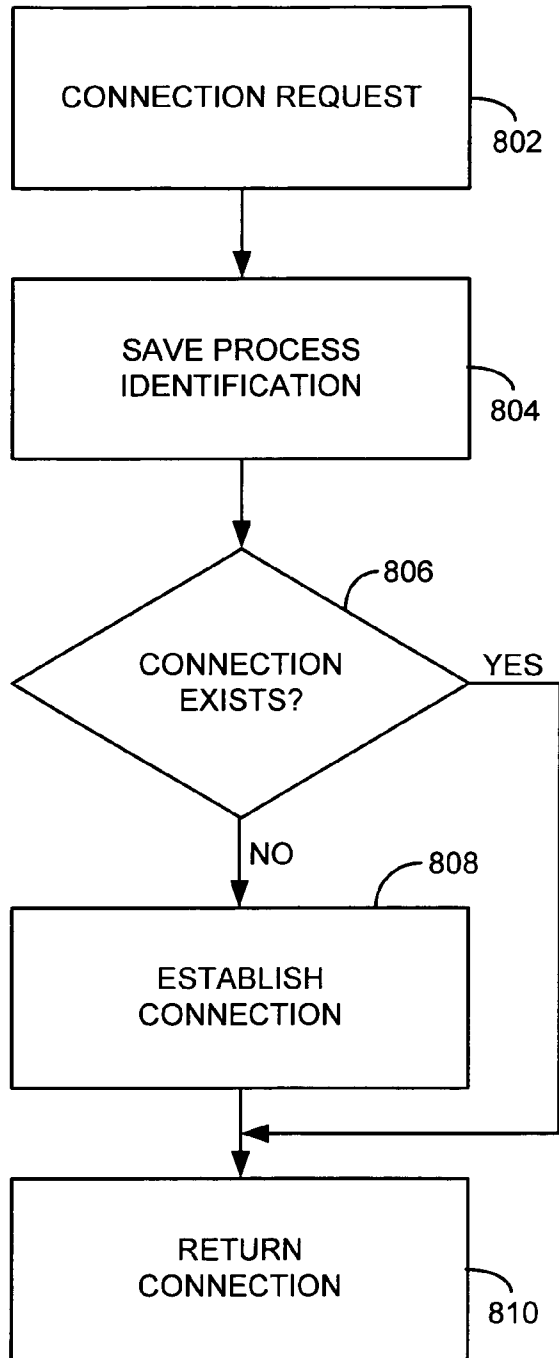 CONNECTION REQUEST
802
SAVE PROCESS
IDENTIFICATION
804
806
CONNECTION
EXISTS?
YES
NO
808
ESTABLISH
CONNECTION
RETURN
CONNECTION
810